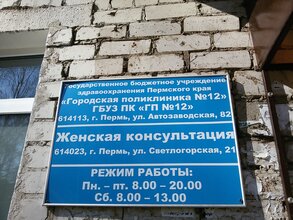 Государственное бюджетное учреждение
здравоохранения Пермского края
«Городская поликлиника №12»
ГБУЗ ПК «ГП №12»
614113, г. Пермь, ул. Автозаводская, 82
Женская консультация
614023, г. Пермь, ул. Светлогорская, 21
РЕЖИМ РАБОТЫ:
Пн. – пт. 8.00 – 20.00
Сб. 8.00 – 13.00